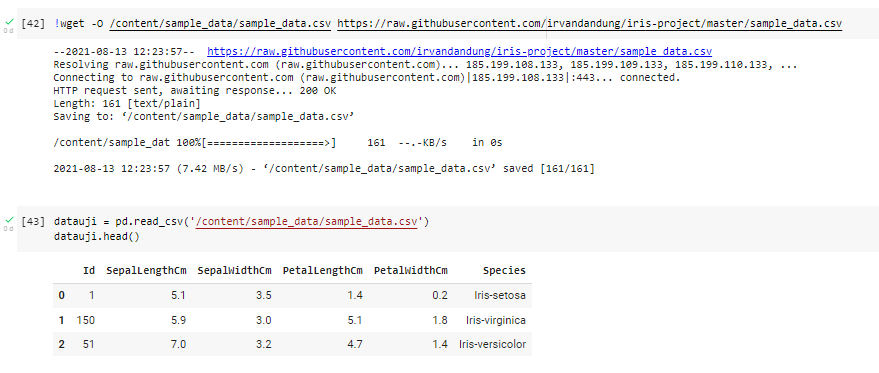 [42] !wget -O /content/sample_data/sample_data.csv https://raw.githubusercontent.com/irvandandung/iris-project/master/sample_data.csv
0 d
--2021-08-13 12:23:57-- https://raw.githubusercontent.com/irvandandung/iris-project/master/sample_data.csv
Resolving raw.githubusercontent.com (raw.githubusercontent.com)... 185.199.108.133, 185.199.109.133, 185.199.110.133, ...
Connecting to raw.githubusercontent.com (raw.githubusercontent.com)|185.199.108.133|:443... connected.
HTTP request sent, awaiting response... 200 OK
Length: 161 [text/plain]
Saving to: ‘/content/sample_data/sample_data.csv’
/content/sample_dat 100%[===================>] 161 --.-KB/s in 0s
2021-08-13 12:23:57 (7.42 MB/s) - ‘/content/sample_data/sample_data.csv’ saved [161/161]
[43] datauji = pd.read_csv('/content/sample_data/sample_data.csv')
0 d
datauji.head()
Id SepalLengthCm SepalWidthCm PetalLengthCm PetalWidthCm Species
0 1 5.1 3.5 1.4 0.2 Iris-setosa
1 150 5.9 3.0 5.1 1.8 Iris-virginica
2 51 7.0 3.2 4.7 1.4 Iris-versicolor